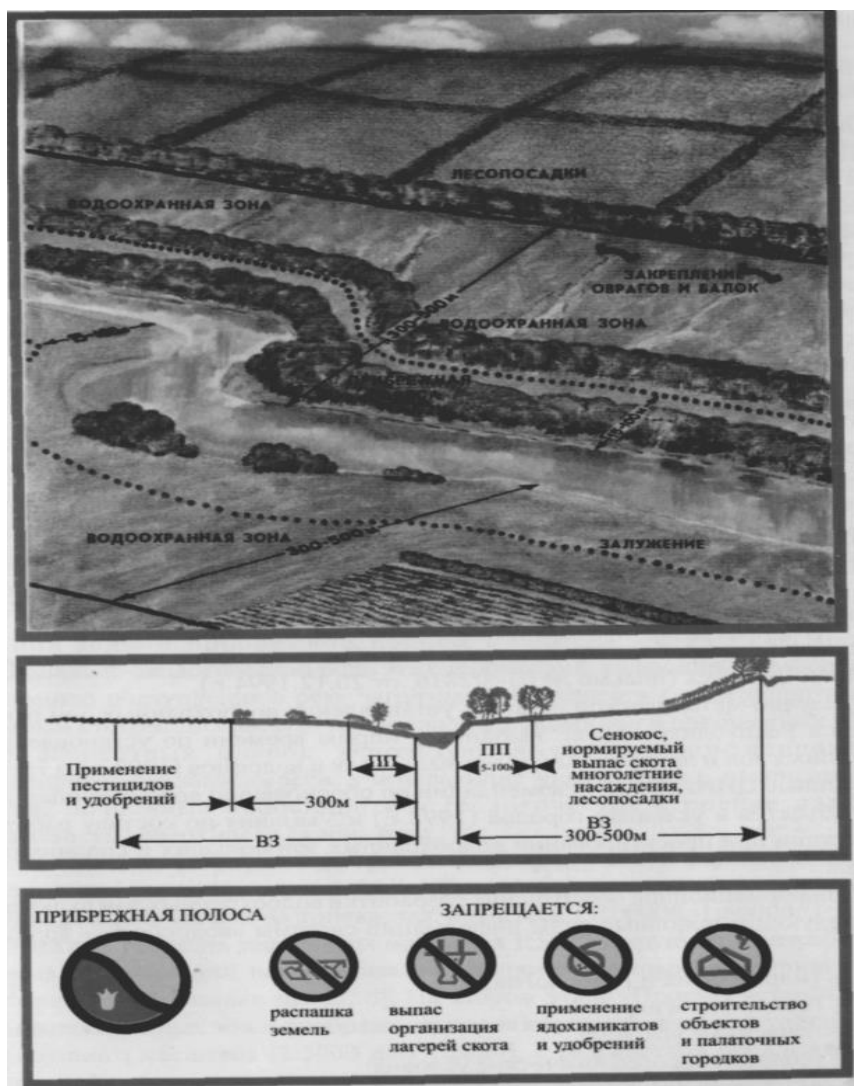 ЛЕСОПОСАДКИ
ВОДООХРАННАЯ ЗОНА
ЗАКРЕПЛЕНИЕ
ОВРАГОВ И БАЛОК
300-500 м
ВОДООХРАННАЯ ЗОНА
ПРИБРЕЖНАЯ
ВОДООХРАННАЯ ЗОНА
300-500 м
ЗАЛУЖЕНИЕ
Применение
пестицидов
и удобрений
300м
ПП
ВЗ
ПП
5-100м
Сенокос,
нормируемый
выпас скота
многолетние
насаждения,
лесопосадки
ВЗ
300-500м
ПРИБРЕЖНАЯ ПОЛОСА
ЗАПРЕЩАЕТСЯ:
распашка
земель
выпас
организация
лагерей скота
применение
ядохимикатов
и удобрений
строительство
объектов
и палаточных
городков